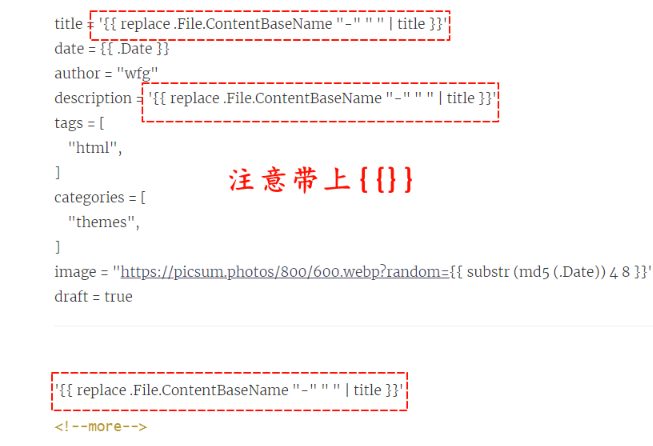 title = '{{ replace .File.ContentBaseName "-" " " | title }}'
date = {{ .Date }}
author = "wfg"
description = '{{ replace .File.ContentBaseName "-" " " | title }}'
tags = [
"html",
]
注意带上{{}}
categories = [
"themes",
]
image = "https://picsum.photos/800/600.webp?random={{ substr (md5 (.Date)) 4 8 }}"
draft = true
'{{ replace .File.ContentBaseName "-" " " | title }}'
<!--more-->